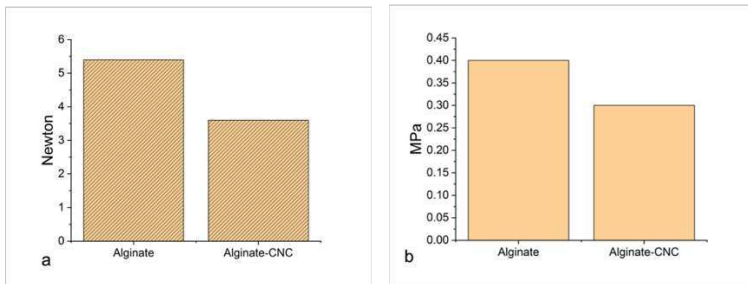 6
5
4
3
2
1
0
Newton
Alginate
Alginate-CNC
a
0.45
0.40
0.35
0.30
0.25
0.20
0.15
0.10
0.05
0.00
MPa
Alginate
Alginate-CNC
b